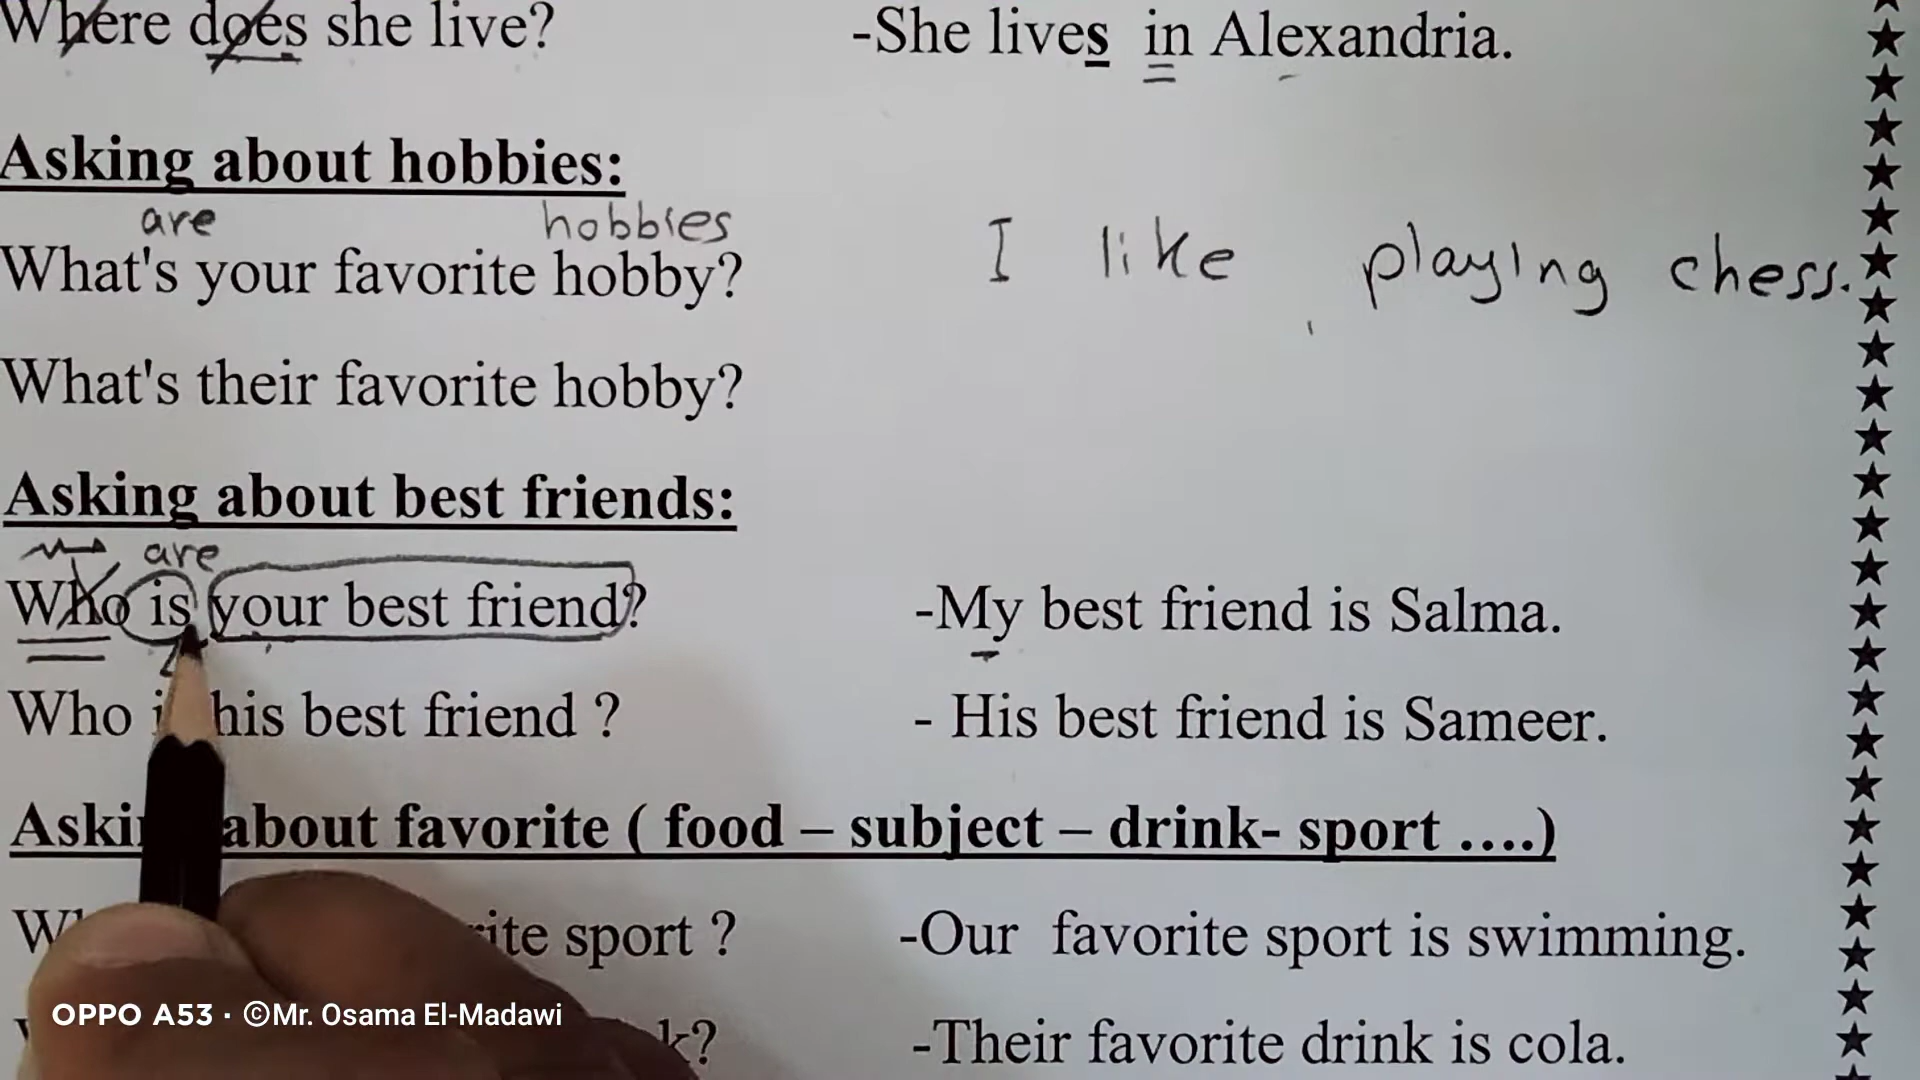 Where does she live? -She lives in Alexandria.
Asking about hobbies:
are hobbies
What's your favorite hobby? I like playing chess.
What's their favorite hobby?
Asking about best friends:
are
Who is your best friend? -My best friend is Salma.
Who his best friend ? - His best friend is Sameer.
about favorite ( food – subject – drink- sport ....)
sport ? -Our favorite sport is swimming.
OPPO A53 · ©Mr. Osama El-Madawi
-Their favorite drink is cola.